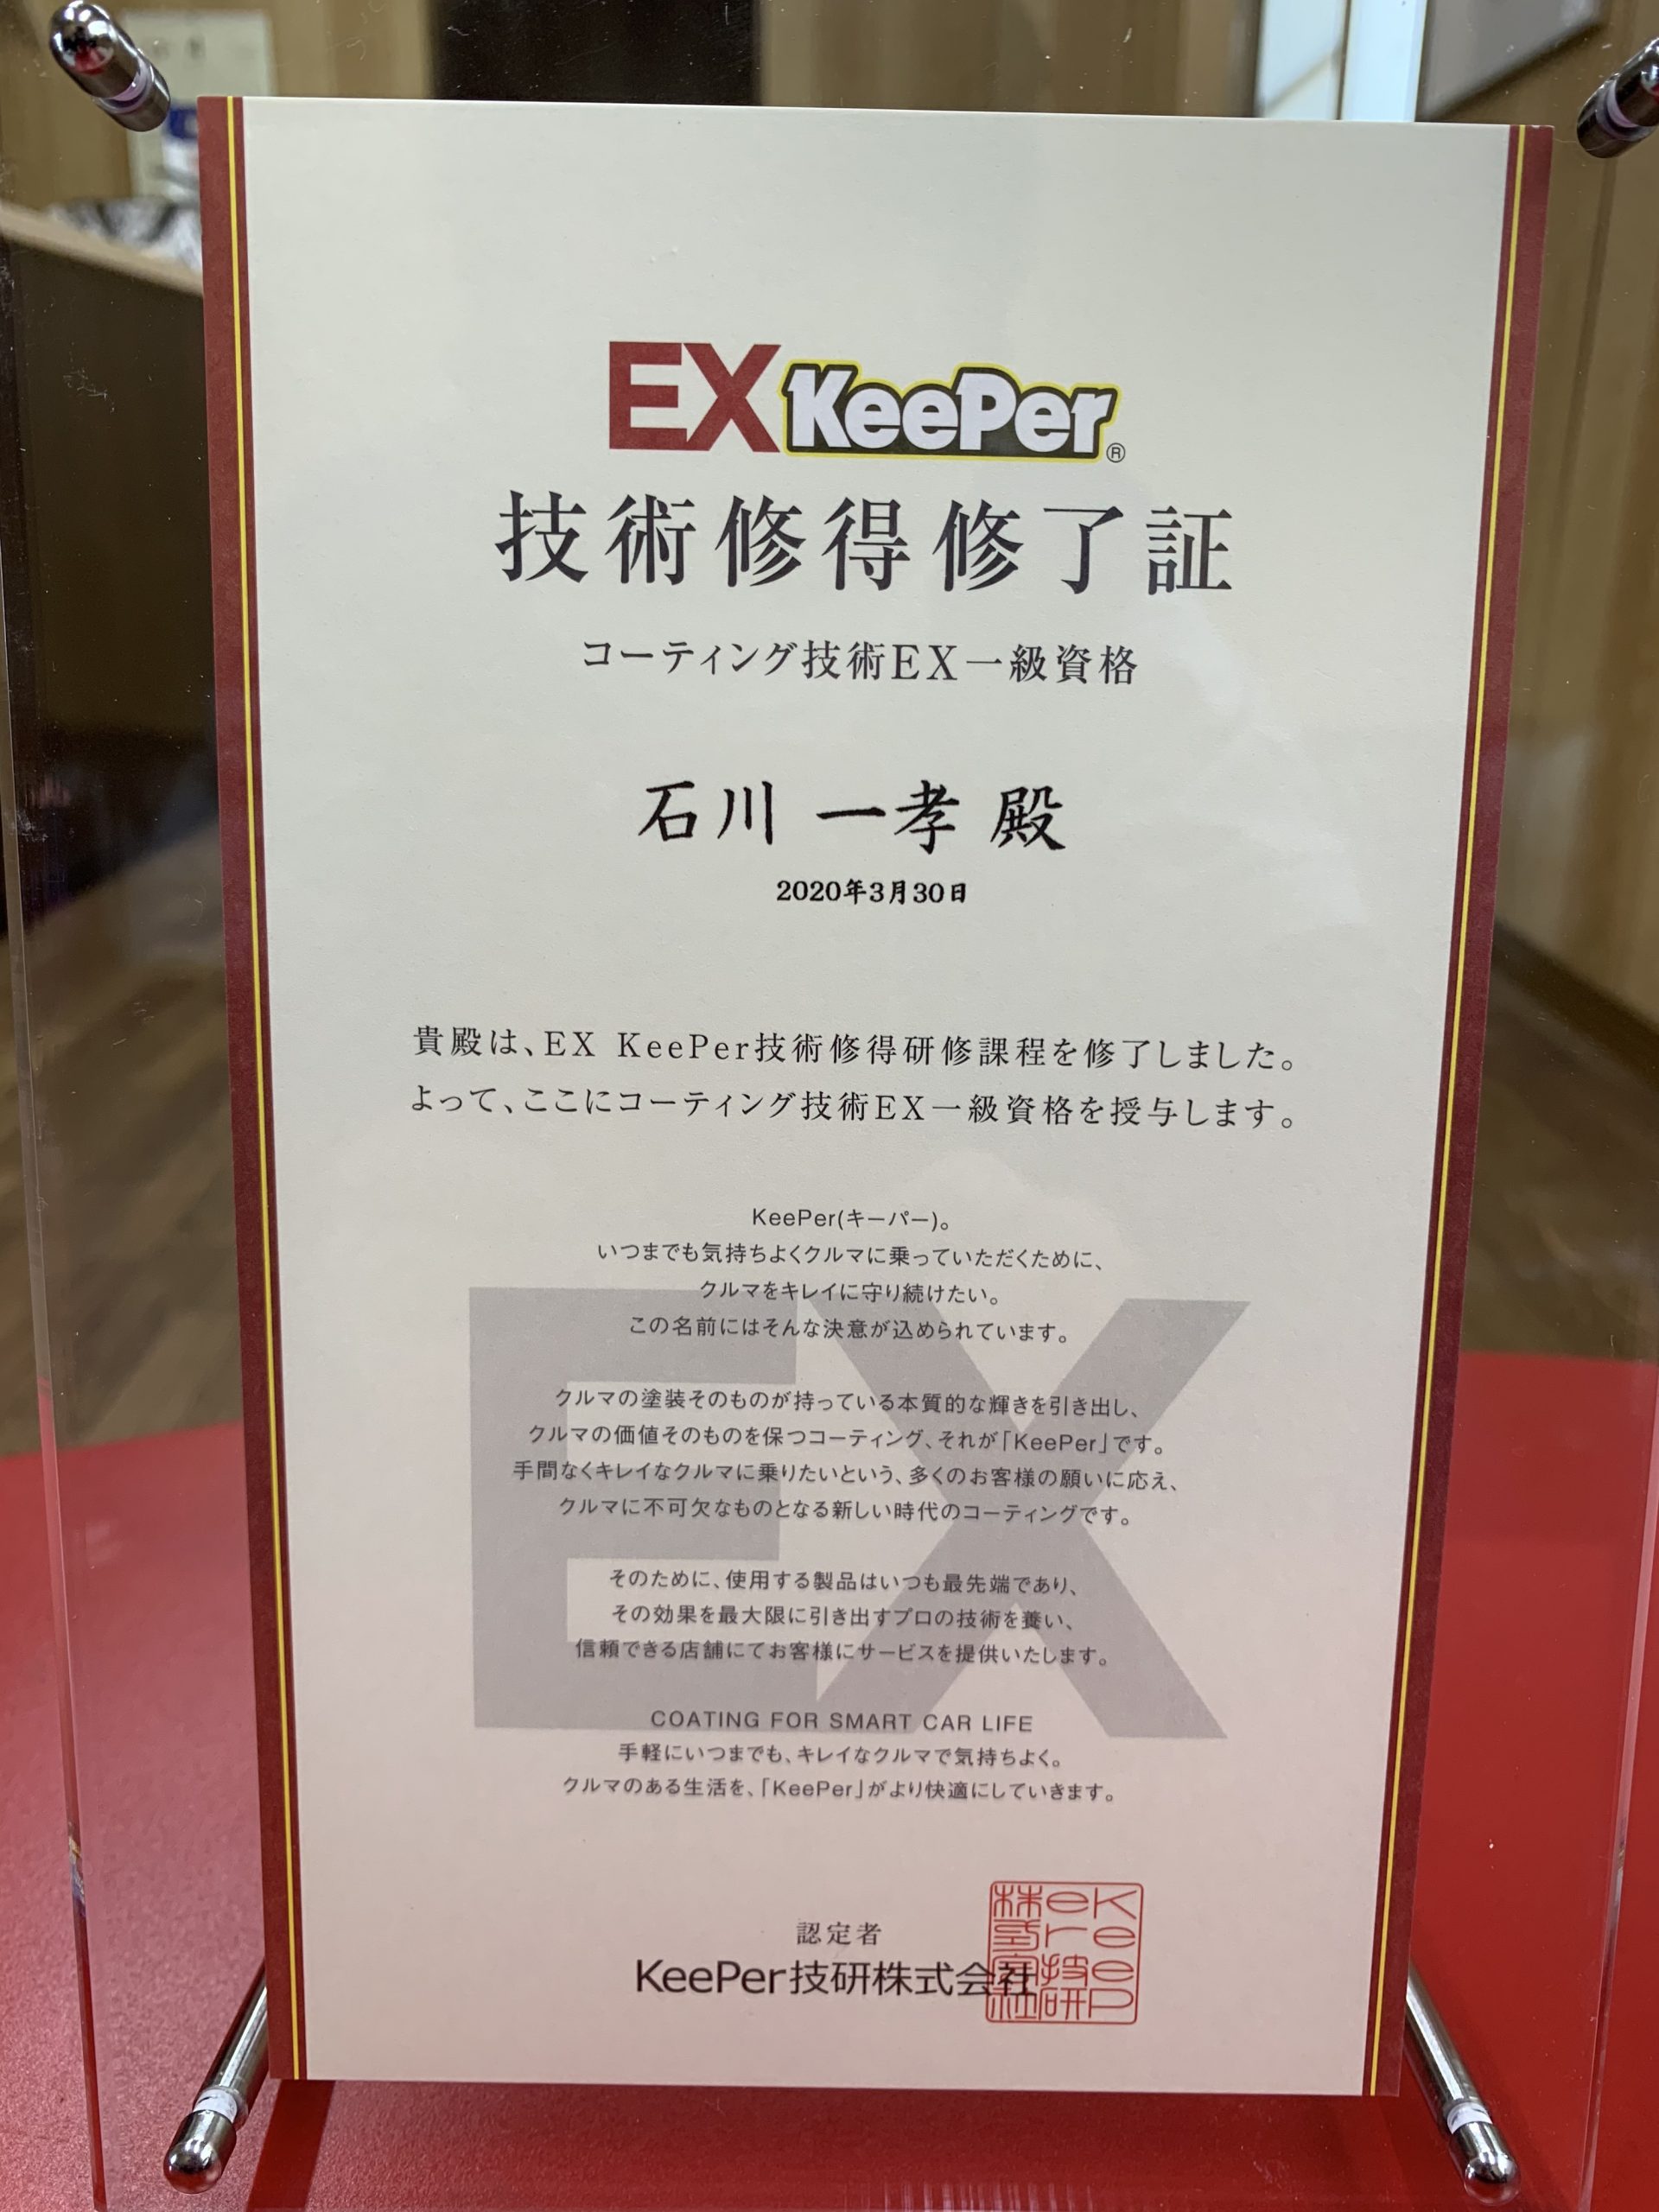 EX KeePer®
技術修得修了証
コーティング技術EX一級資格
石川 一孝 殿
2020年3月30日
貴殿は、EX KeePer技術修得研修課程を修了しました。
よって、ここにコーティング技術EX一級資格を授与します。
KeePer(キーパー)。
いつまでも気持ちよくクルマに乗っていただくために、
クルマをキレイに守り続けたい。
この名前にはそんな決意が込められています。
クルマの塗装そのものが持っている本質的な輝きを引き出し、
クルマの価値そのものを保つコーティング、それが「KeePer」です。
手間なくキレイなクルマに乗りたいという、多くのお客様の願いに応え、
クルマに不可欠なものとなる新しい時代のコーティングです。
そのために、使用する製品はいつも最先端であり、
その効果を最大限に引き出すプロの技術を養い、
信頼できる店舗にてお客様にサービスを提供いたします。
COATING FOR SMART CAR LIFE
手軽にいつまでも、キレイなクルマで気持ちよく。
クルマのある生活を、「KeePer」がより快適にしていきます。
EX
認定者
KeePer技研株式会社
KeePer技研株式会社